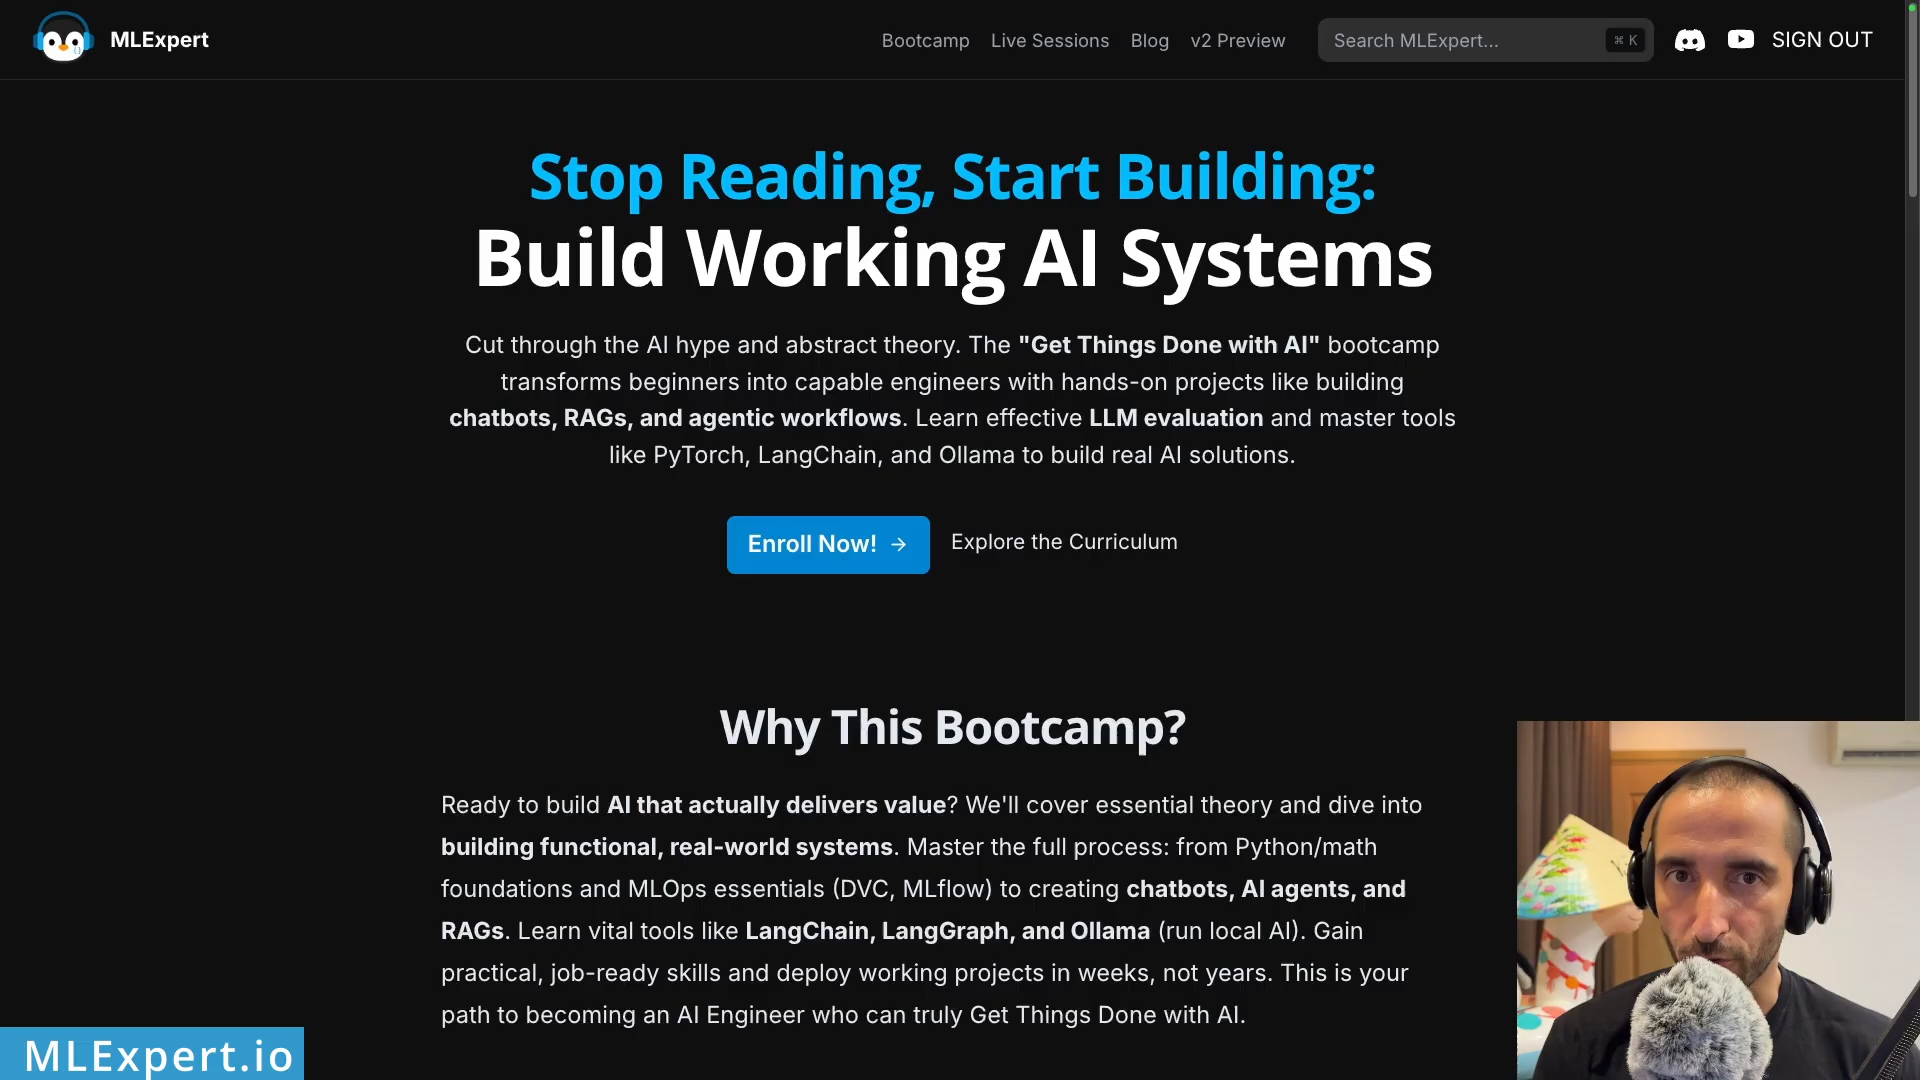 MLExpert
Bootcamp Live Sessions Blog v2 Preview Search MLExpert... ⌘ K SIGN OUT
Stop Reading, Start Building:
Build Working AI Systems
Cut through the AI hype and abstract theory. The "Get Things Done with AI" bootcamp
transforms beginners into capable engineers with hands-on projects like building
chatbots, RAGs, and agentic workflows. Learn effective LLM evaluation and master tools
like PyTorch, LangChain, and Ollama to build real AI solutions.
Enroll Now! → Explore the Curriculum
Why This Bootcamp?
Ready to build AI that actually delivers value? We'll cover essential theory and dive into
building functional, real-world systems. Master the full process: from Python/math
foundations and MLOps essentials (DVC, MLflow) to creating chatbots, AI agents, and
RAGs. Learn vital tools like LangChain, LangGraph, and Ollama (run local AI). Gain
practical, job-ready skills and deploy working projects in weeks, not years. This is your
path to becoming an AI Engineer who can truly Get Things Done with AI.
MLExpert.io